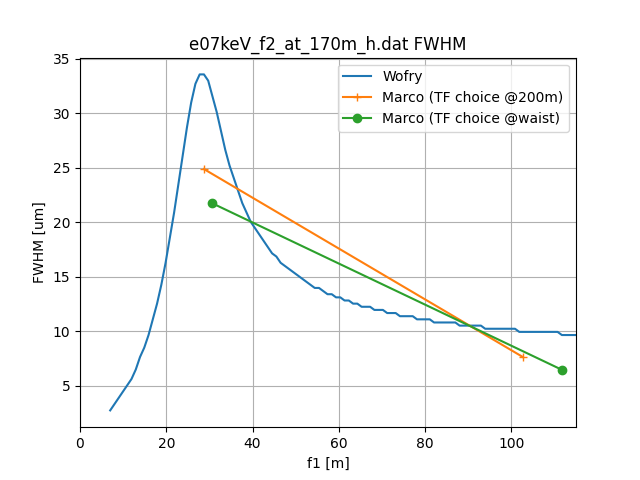 e07keV_f2_at_170m_h.dat FWHM
Wofry
Marco (TF choice @200m)
Marco (TF choice @waist)
FWHM [um]
35
30
25
20
15
10
5
0 20 40 60 80 100
f1 [m]